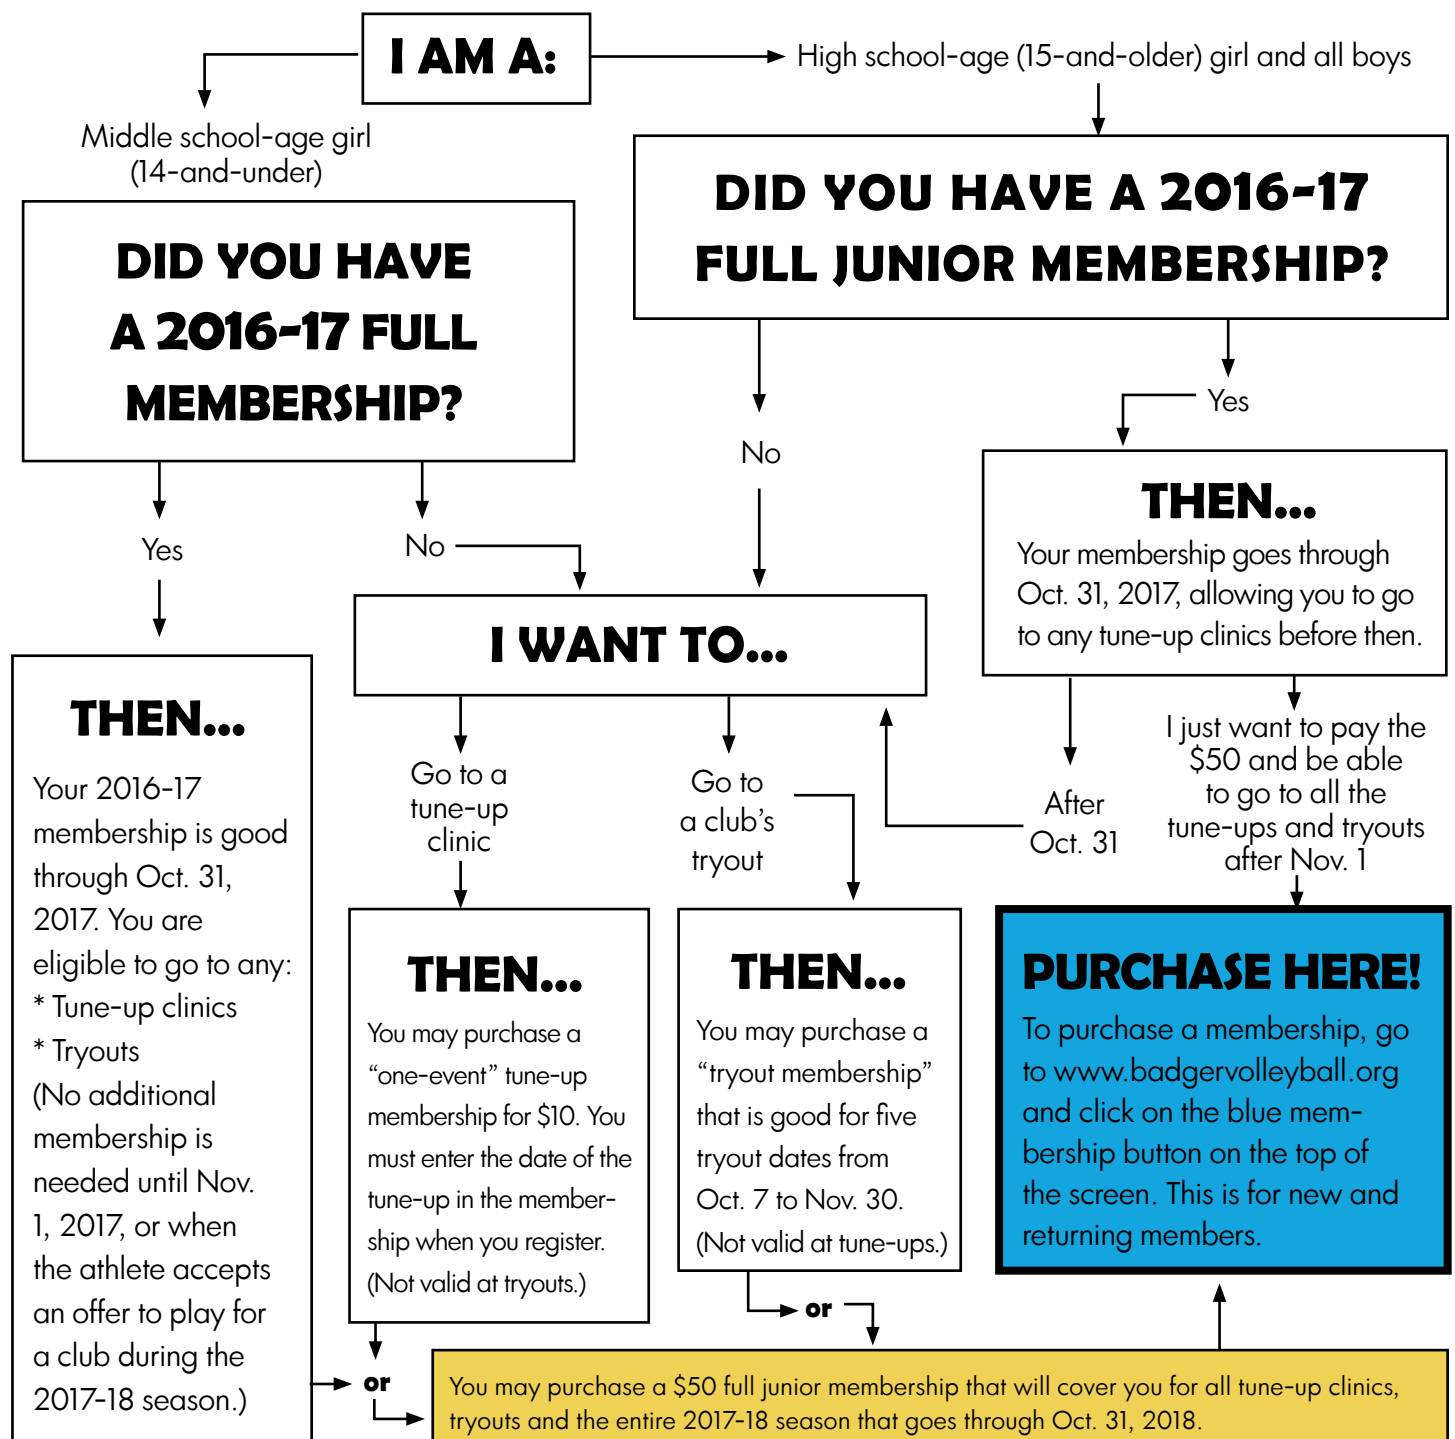 I AM A:
High school-age (15-and-older) girl and all boys
Middle school-age girl
(14-and-under)
DID YOU HAVE A 2016-17
FULL JUNIOR MEMBERSHIP?
DID YOU HAVE
A 2016-17 FULL
MEMBERSHIP?
Yes
No
No
Yes
THEN...
Your membership goes through
Oct. 31, 2017, allowing you to go
to any tune-up clinics before then.
I WANT TO...
THEN...
Your 2016-17
membership is good
through Oct. 31,
2017. You are
eligible to go to any:
* Tune-up clinics
* Tryouts
(No additional
membership is
needed until Nov.
1, 2017, or when
the athlete accepts
an offer to play for
a club during the
2017-18 season.)
Go to a
tune-up
clinic
Go to
a club's
tryout
After
Oct. 31
I just want to pay the
$50 and be able
to go to all the
tune-ups and tryouts
after Nov. 1
THEN...
You may purchase a
“one-event” tune-up
membership for $10. You
must enter the date of the
tune-up in the member-
ship when you register.
(Not valid at tryouts.)
THEN...
You may purchase a
“tryout membership”
that is good for five
tryout dates from
Oct. 7 to Nov. 30.
(Not valid at tune-ups.)
PURCHASE HERE!
To purchase a membership, go
to www.badgervolleyball.org
and click on the blue mem-
bership button on the top of
the screen. This is for new and
returning members.
or
or
You may purchase a $50 full junior membership that will cover you for all tune-up clinics,
tryouts and the entire 2017-18 season that goes through Oct. 31, 2018.